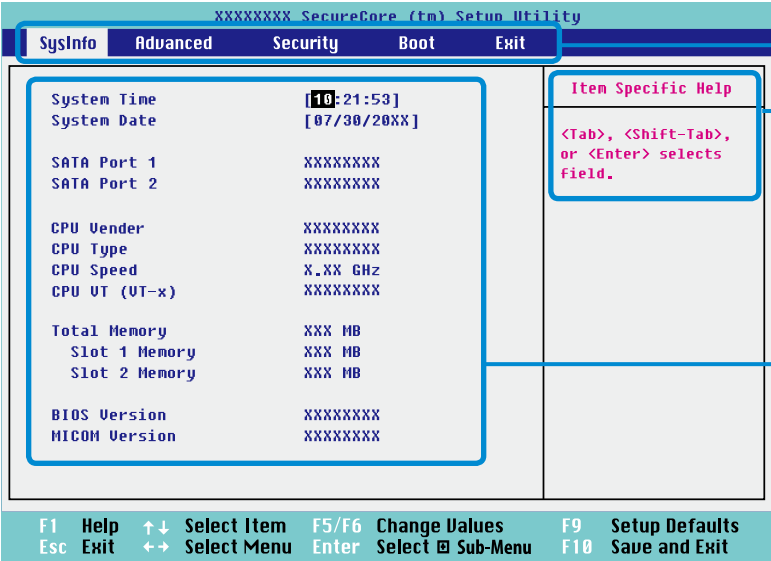 XXXXXXXX SecureCore (tm) Setup Utility
SysInfo Advanced Security Boot Exit
System Time [10:21:53]
System Date [07/30/20XX]
SATA Port 1 XXXXXXXX
SATA Port 2 XXXXXXXX
CPU Vender XXXXXXXX
CPU Type XXXXXXXX
CPU Speed X.XX GHz
CPU VT (VT-x) XXXXXXXX
Total Memory XXX MB
Slot 1 Memory XXX MB
Slot 2 Memory XXX MB
BIOS Version XXXXXXXX
MICOM Version XXXXXXXX
Item Specific Help
<Tab>, <Shift-Tab>,
or <Enter> selects
field.
F1 Help ↑↓ Select Item F5/F6 Change Values F9 Setup Defaults
Esc Exit ←→ Select Menu Enter Select Sub-Menu F10 Save and Exit